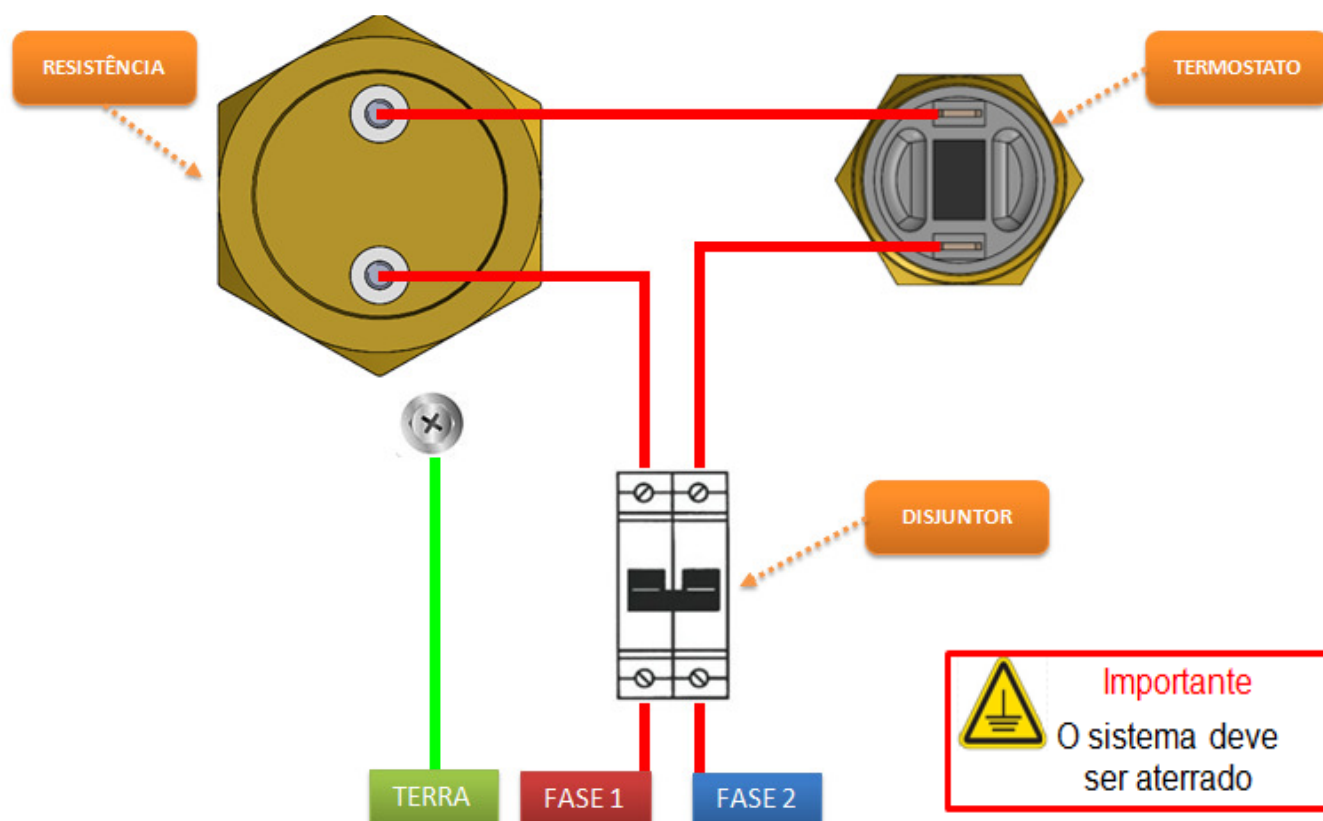 RESISTÊNCIA
TERMOSTATO
DISJUNTOR
Importante
O sistema deve
ser aterrado
TERRA
FASE 1
FASE 2